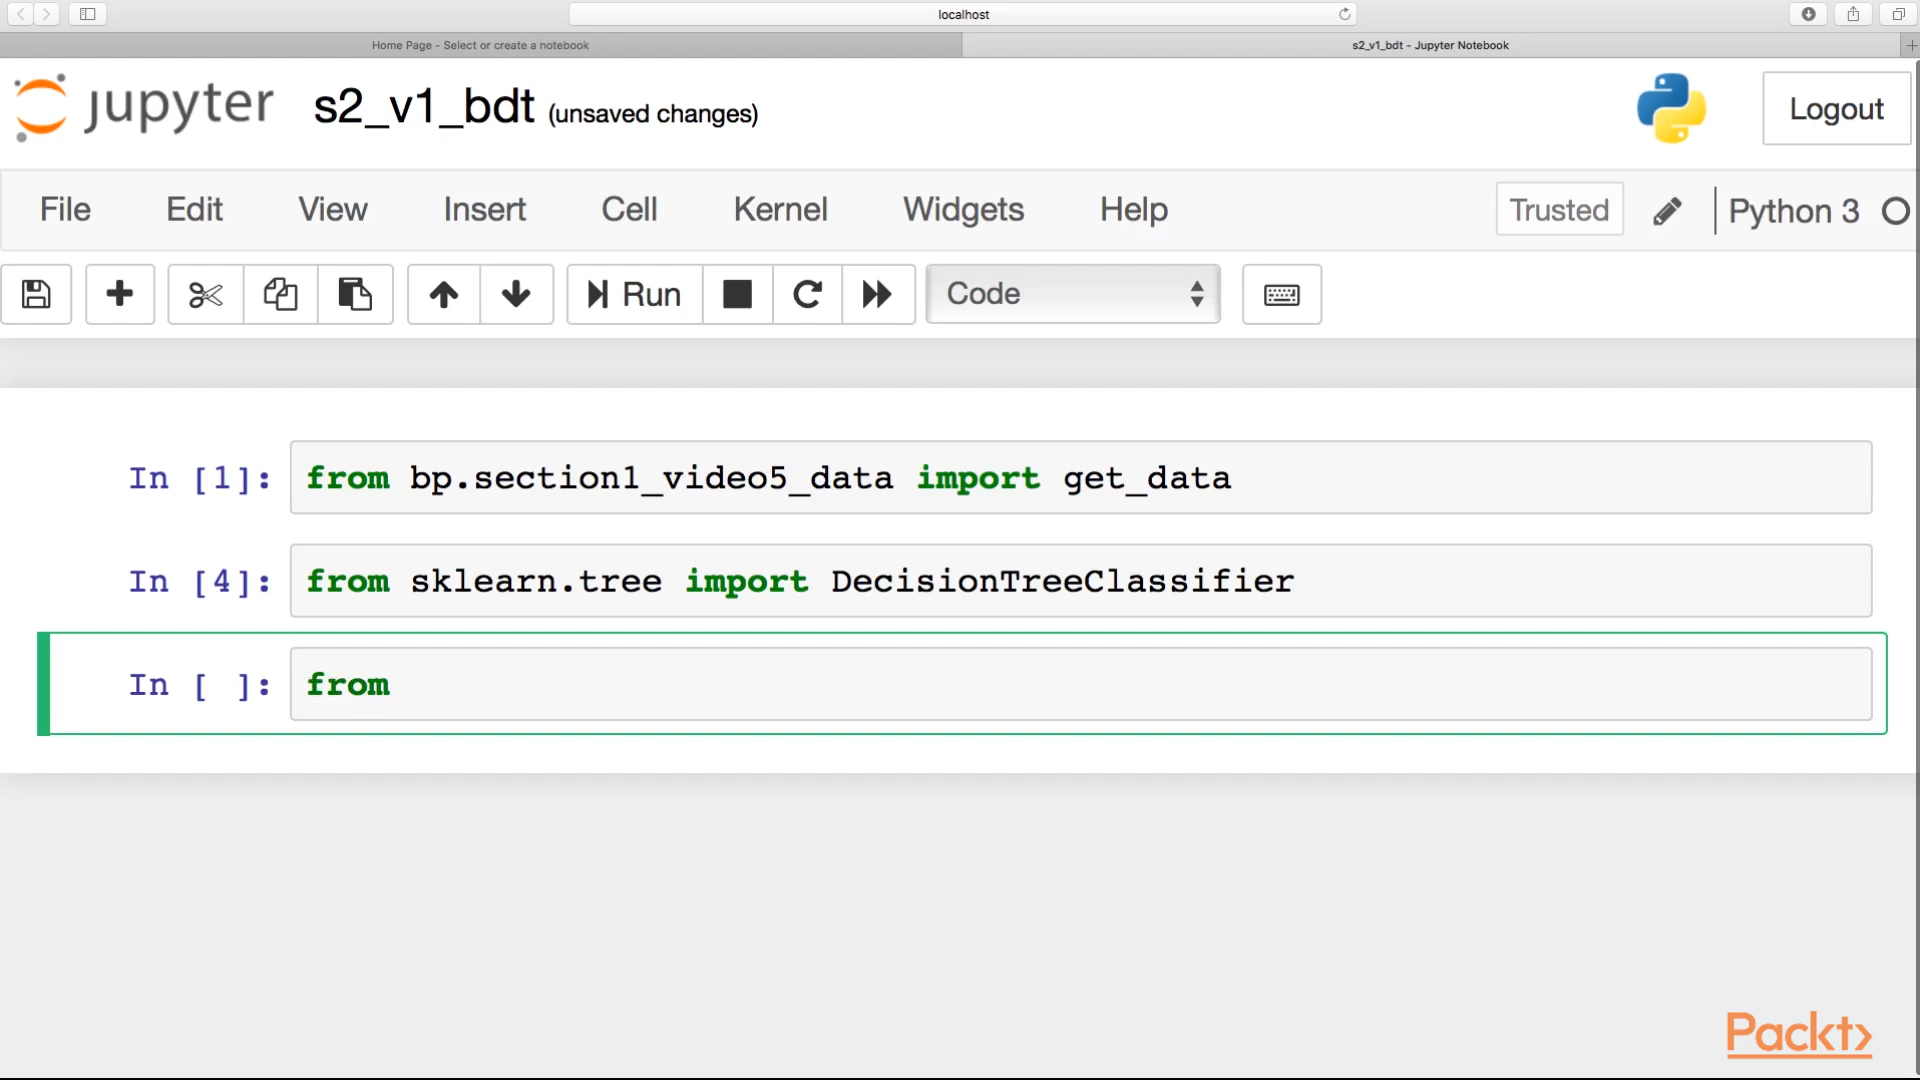 localhost
Home Page - Select or create a notebook
s2_v1_bdt - Jupyter Notebook
jupyter s2_v1_bdt (unsaved changes)
Logout
File Edit View Insert Cell Kernel Widgets Help Trusted Python 3
Run Code
In [1]: from bp.section1_video5_data import get_data
In [4]: from sklearn.tree import DecisionTreeClassifier
In [ ]: from
Packt>